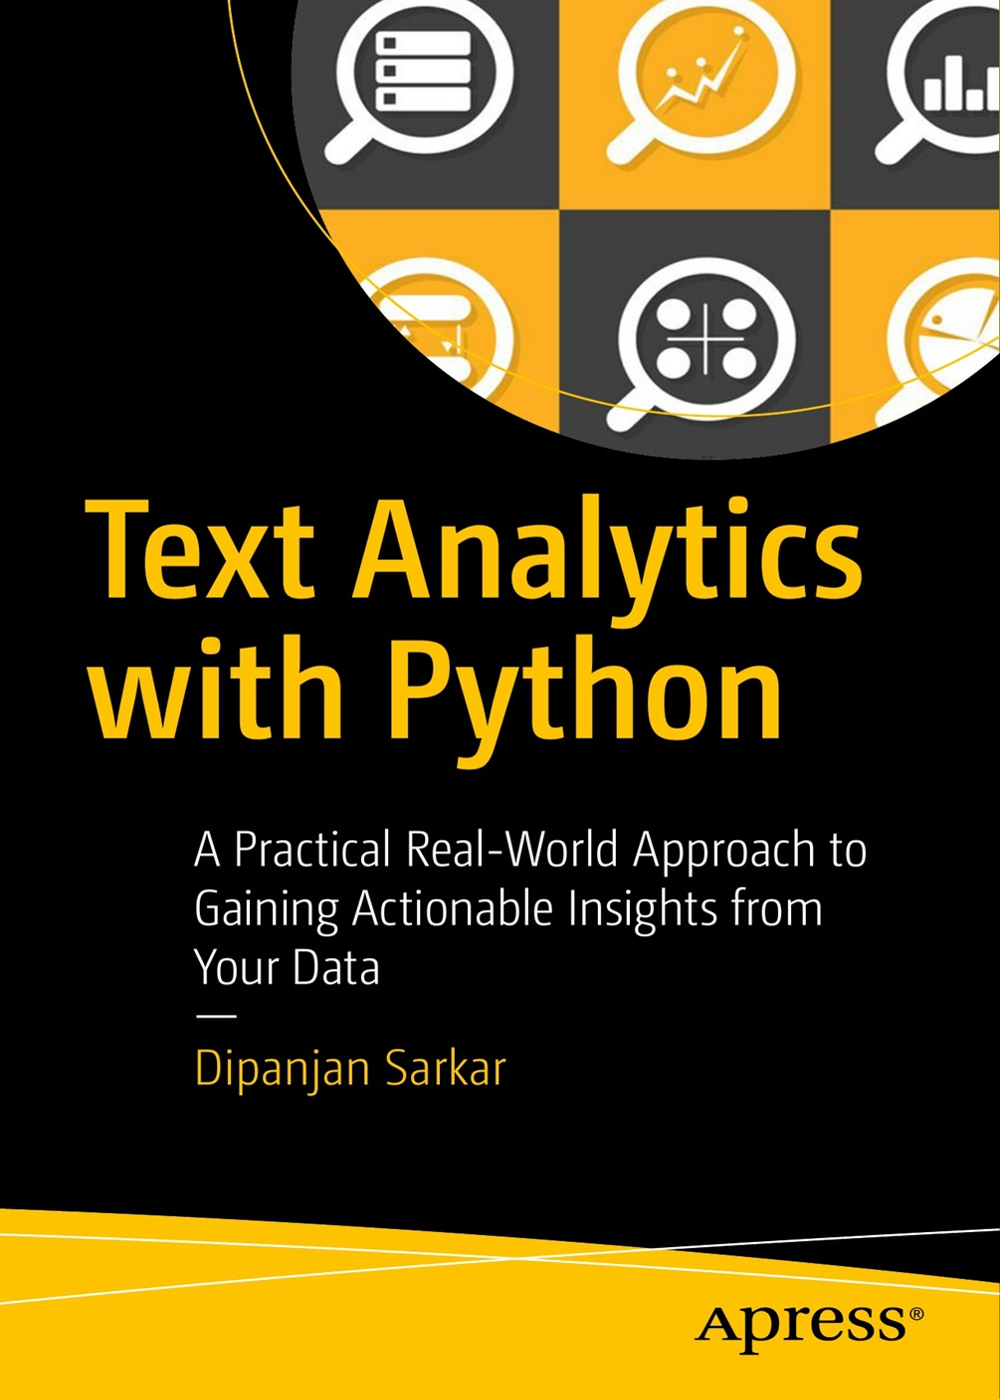 Text Analytics
with Python
A Practical Real-World Approach to
Gaining Actionable Insights from
Your Data
Dipanjan Sarkar
Apress®